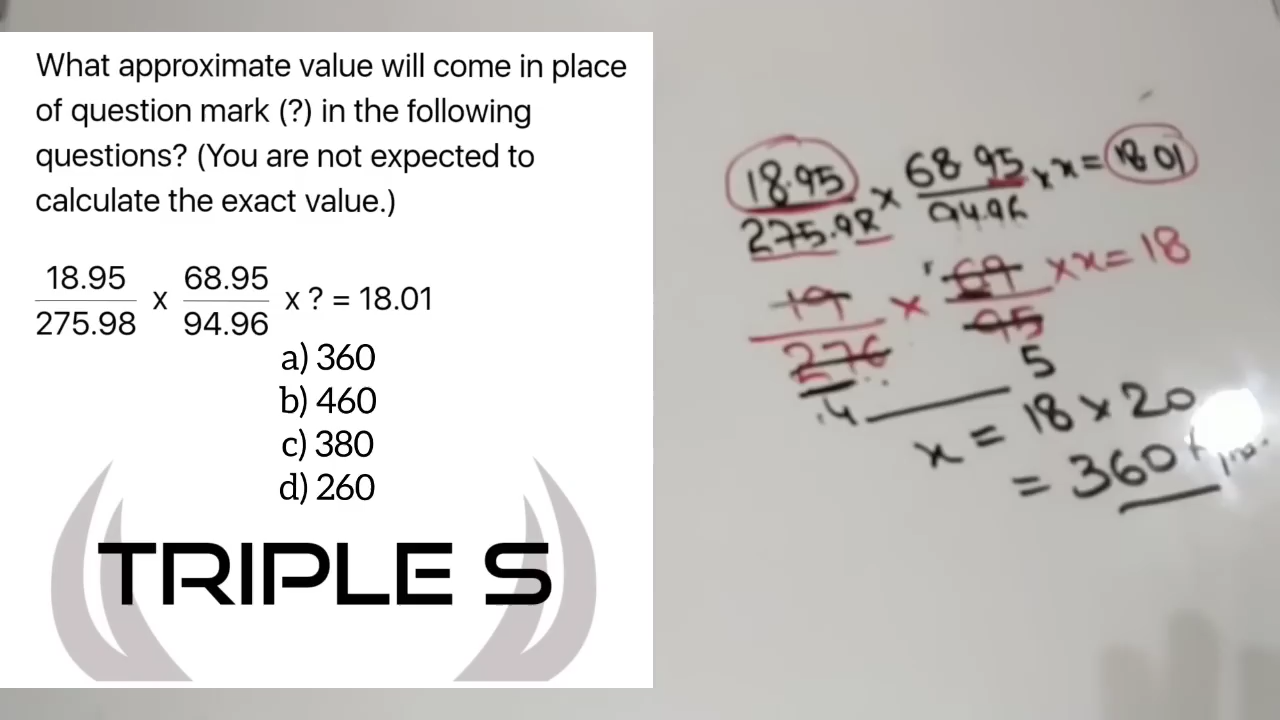 What approximate value will come in place
of question mark (?) in the following
questions? (You are not expected to
calculate the exact value.)
18.95 68.95
x x ? = 18.01
275.98 94.96
a) 360
b) 460
c) 380
d) 260
TRIPLE S
18.95 68.95
x x x = 18.01
275.98 94.96
19 69
x x x = 18
276 95
4 5
x = 18 x 20
= 360